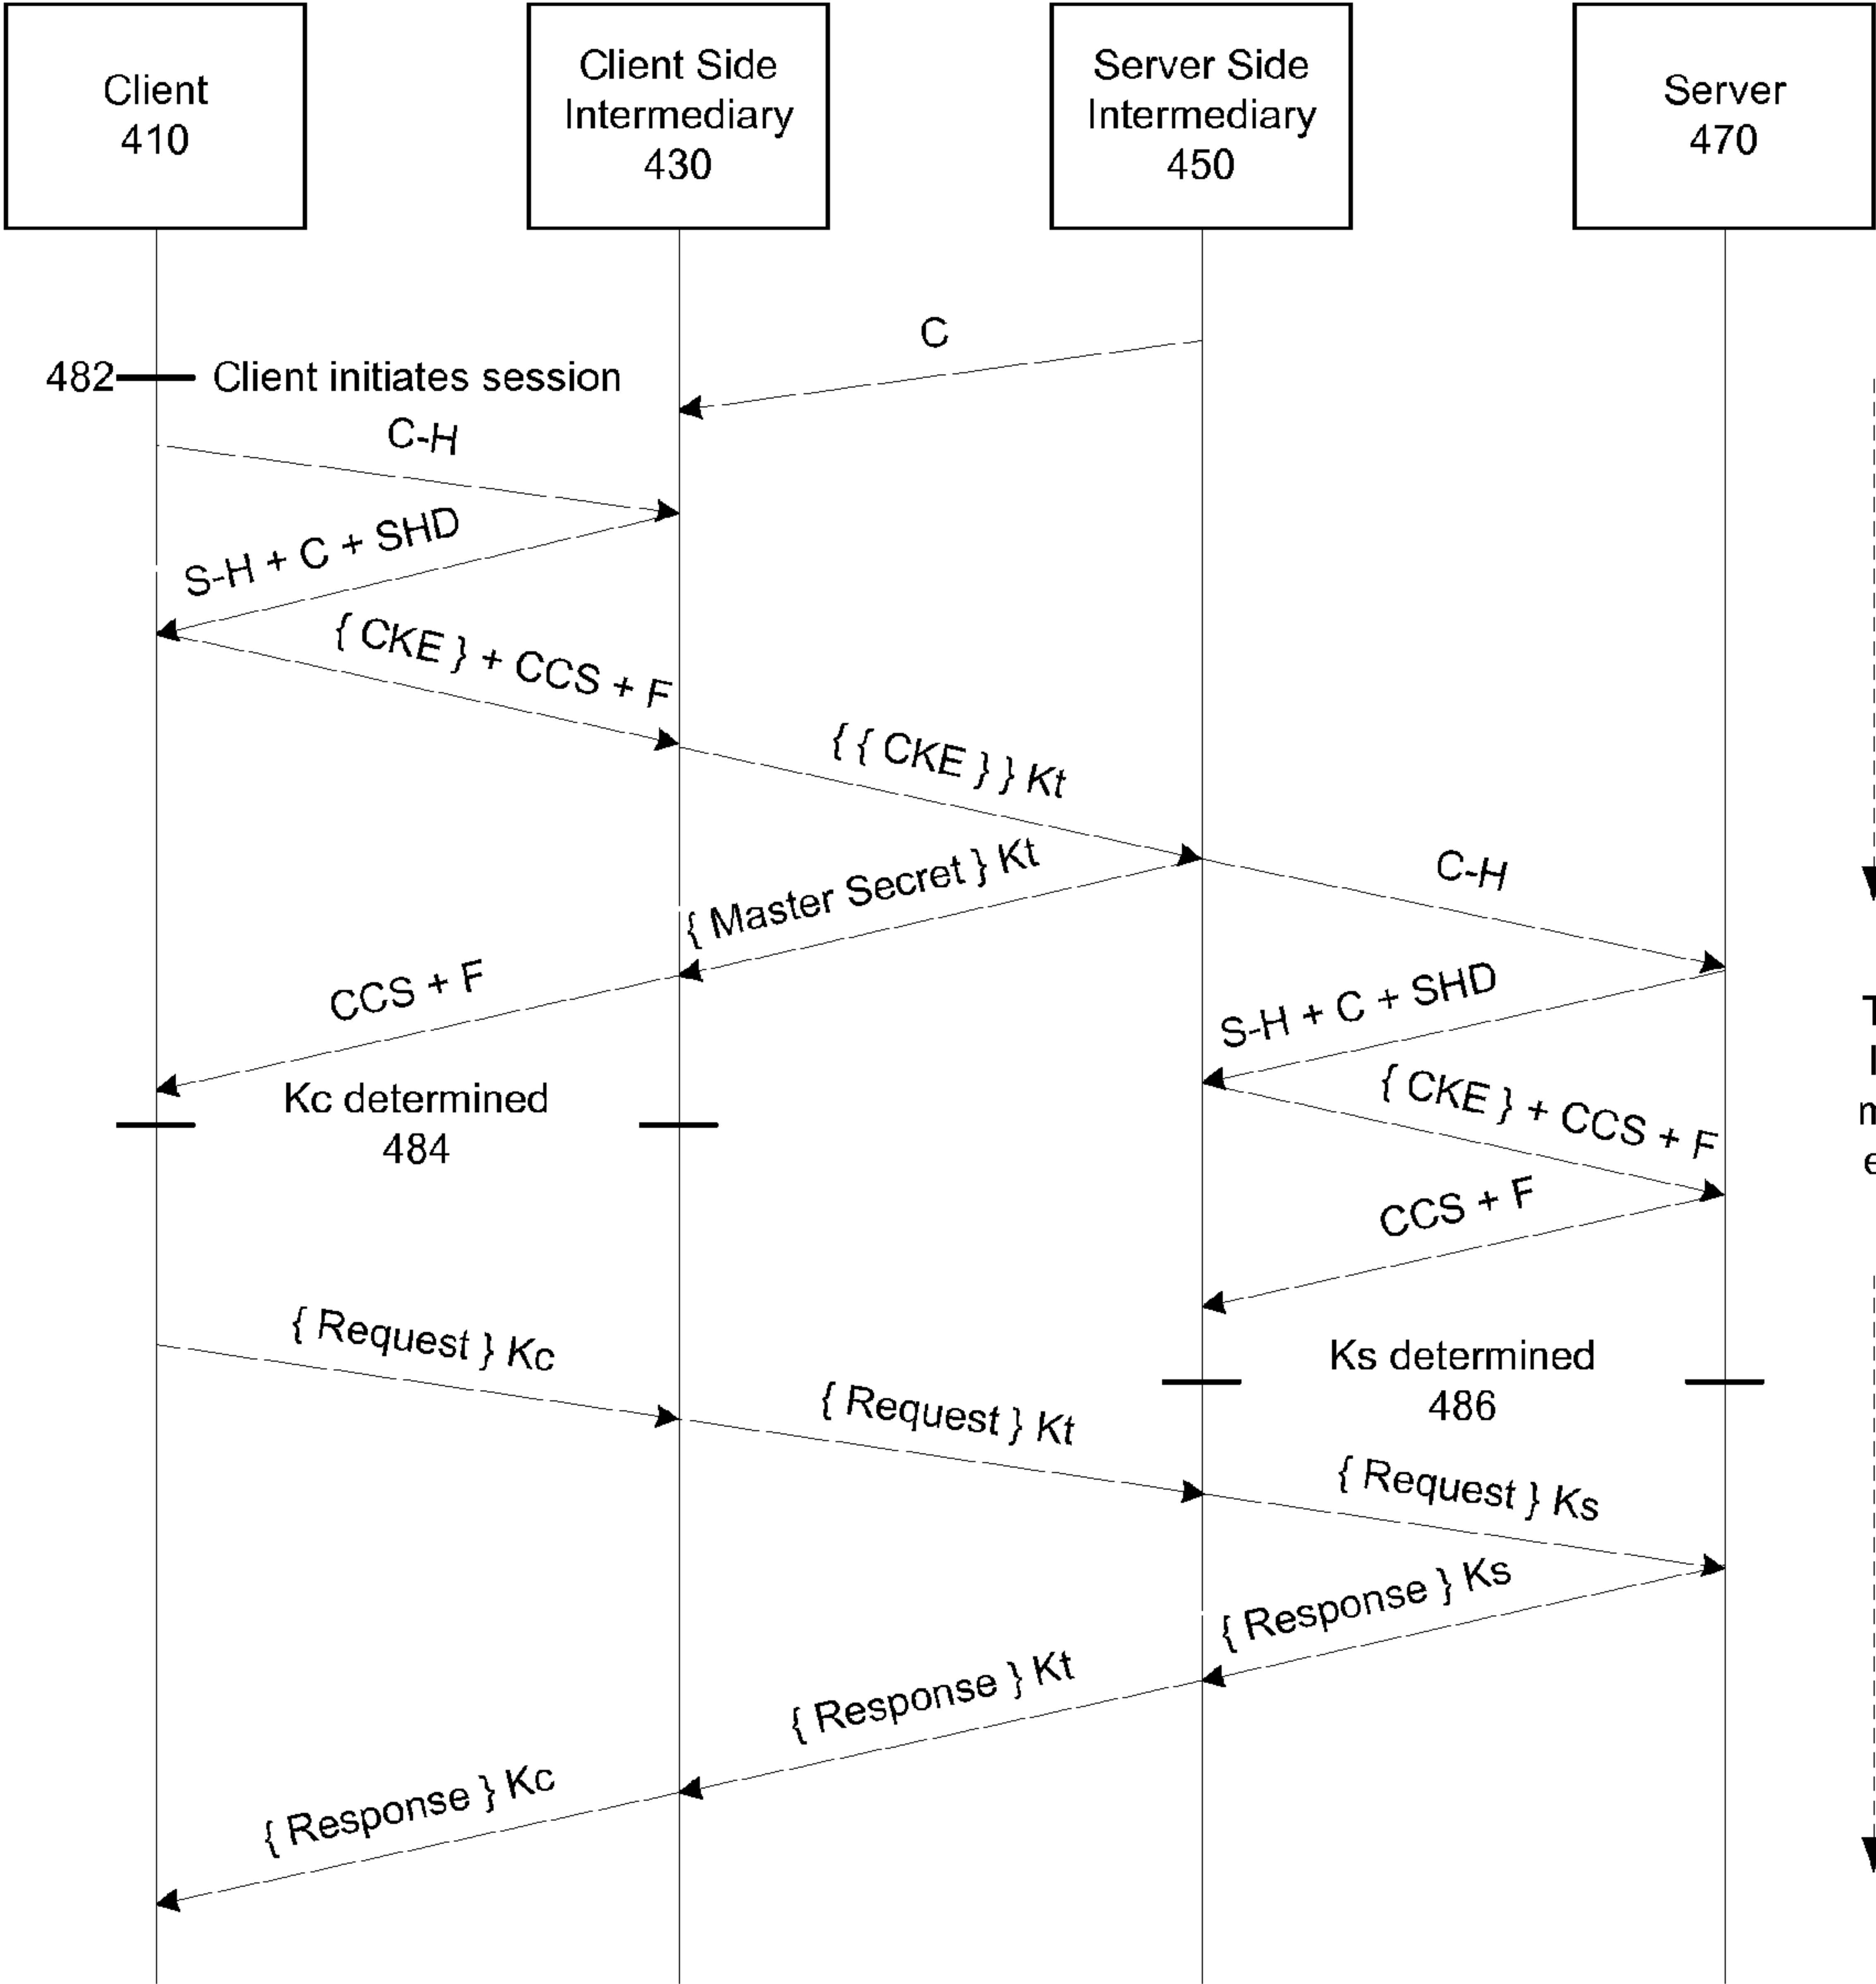 Client
410
Client Side
Intermediary
430
Server Side
Intermediary
450
Server
470
C
482
Client initiates session
C-H
S-H + C + SHD
{ CKE } + CCS + F
{ { CKE } } Kt
{ Master Secret } Kt
C-H
CCS + F
S-H + C + SHD
Kc determined
484
{ CKE } + CCS + F
CCS + F
{ Request } Kc
Ks determined
486
{ Request } Kt
{ Request } Ks
{ Response } Ks
{ Response } Kt
{ Response } Kc